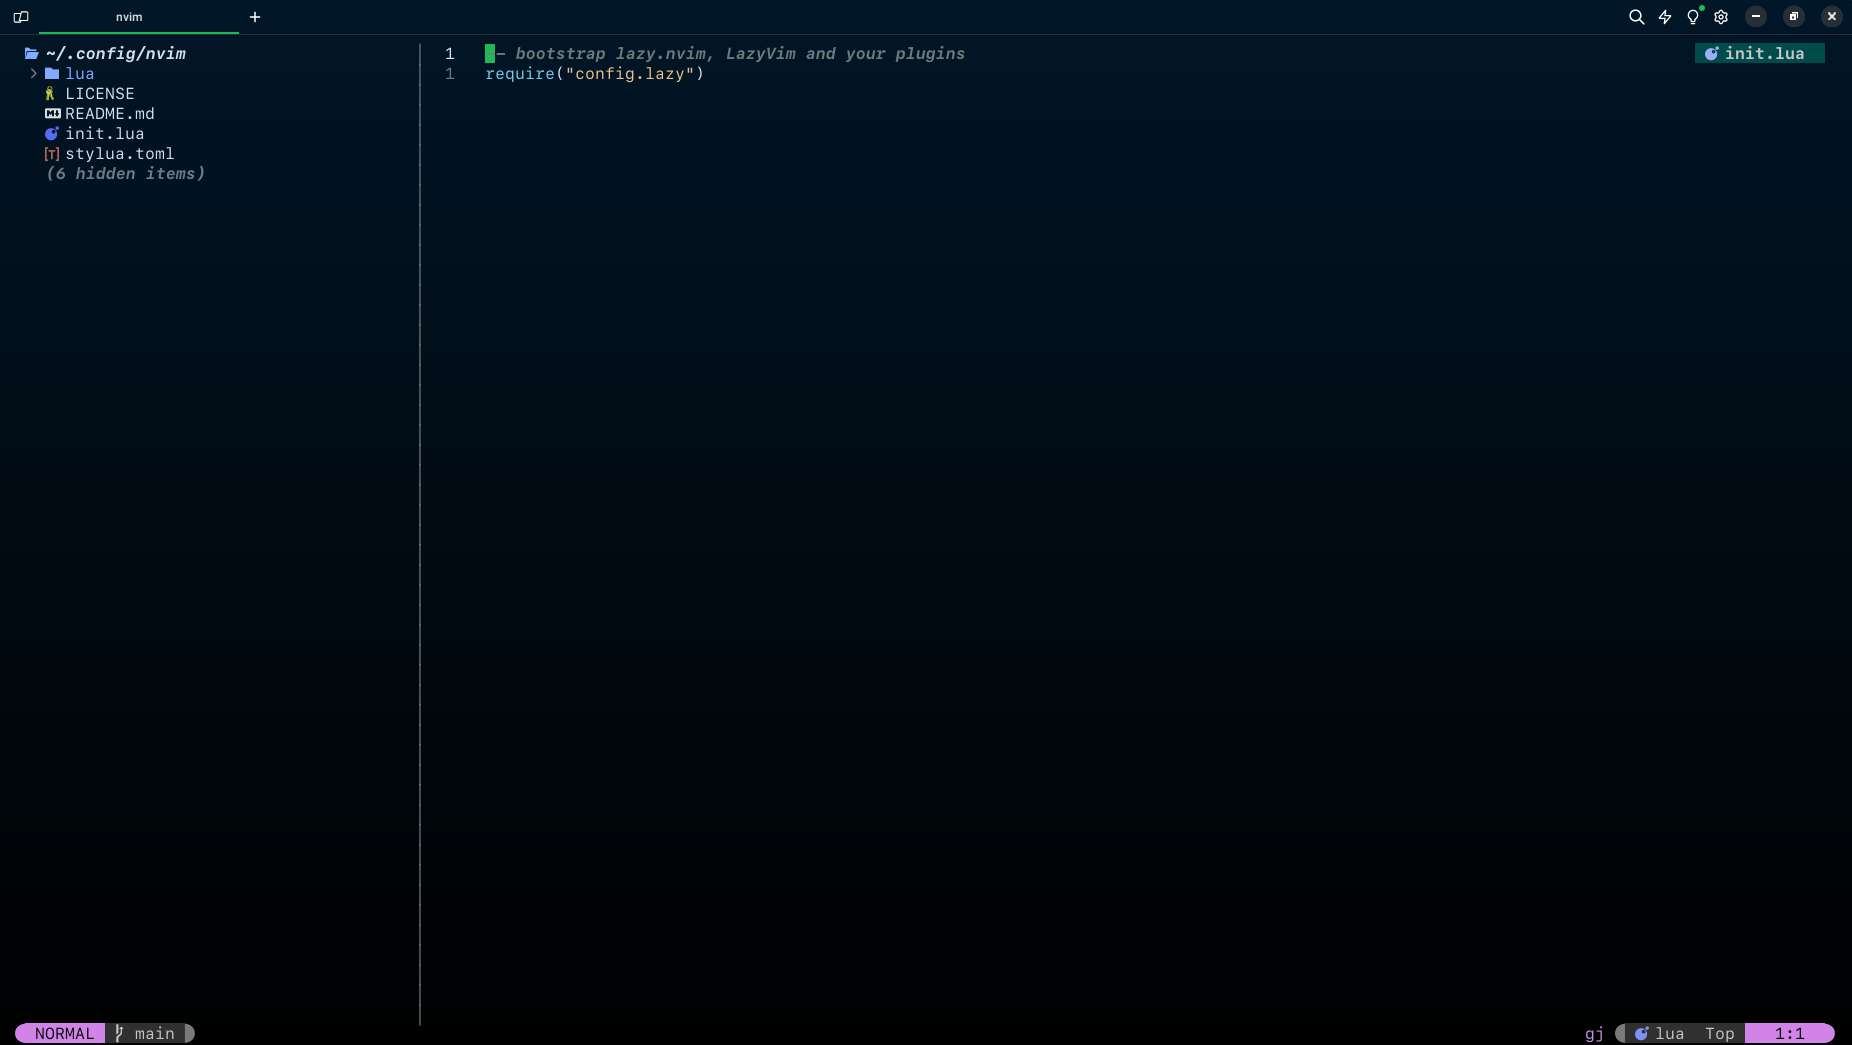 nvim
~/.config/nvim
lua
LICENSE
README.md
init.lua
stylua.toml
(6 hidden items)
1 - bootstrap lazy.nvim, LazyVim and your plugins
1 require("config.lazy")
init.lua
NORMAL main
gj lua Top 1:1